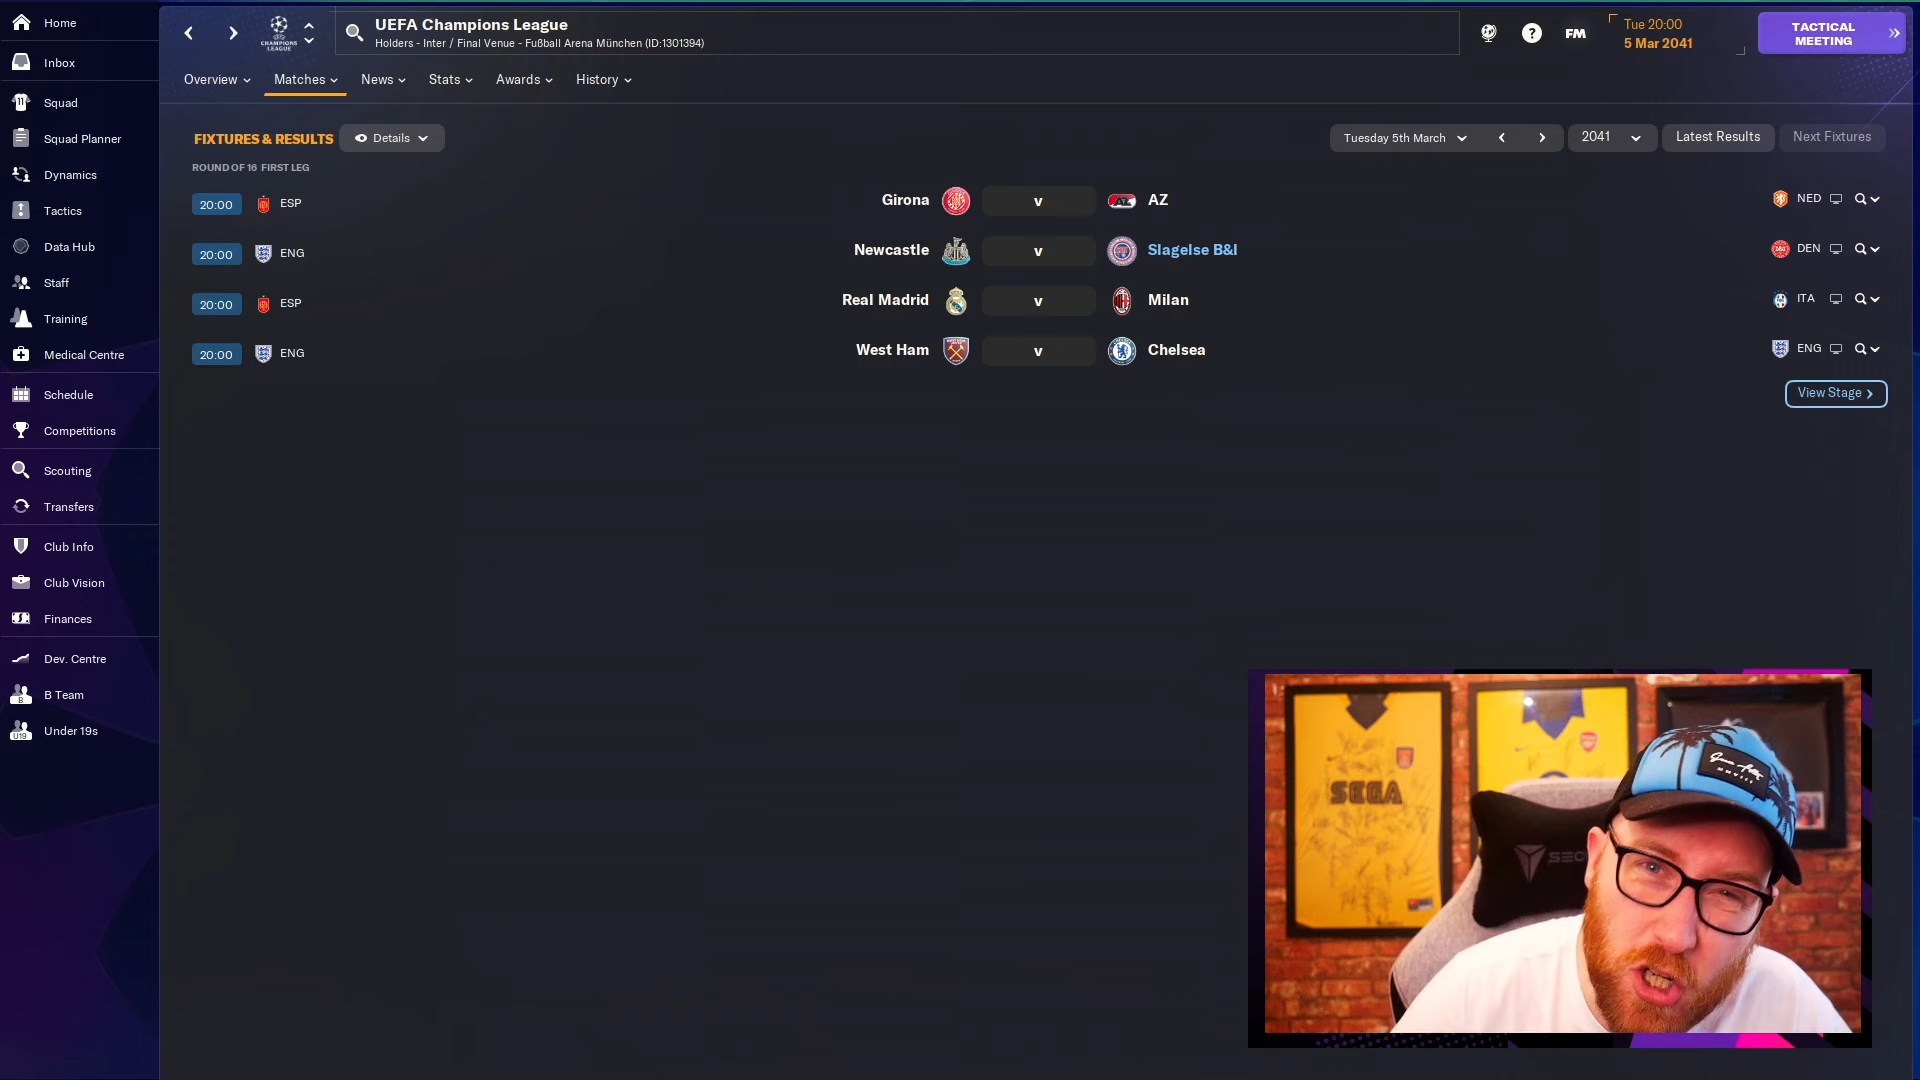 Home
Inbox
Squad
Squad Planner
Dynamics
Tactics
Data Hub
Staff
Training
Medical Centre
Schedule
Competitions
Scouting
Transfers
Club Info
Club Vision
Finances
Dev. Centre
B Team
Under 19s
CHAMPIONS LEAGUE
UEFA Champions League
Holders - Inter / Final Venue - Fußball Arena München (ID:1301394)
FM
Tue 20:00
5 Mar 2041
TACTICAL
MEETING
Overview Matches News Stats Awards History
FIXTURES & RESULTS Details
Tuesday 5th March 2041 Latest Results Next Fixtures
ROUND OF 16 FIRST LEG
20:00 ESP Girona v AZ NED
20:00 ENG Newcastle v Slagelse B&I DEN
20:00 ESP Real Madrid v Milan ITA
20:00 ENG West Ham v Chelsea ENG
View Stage
SEGA